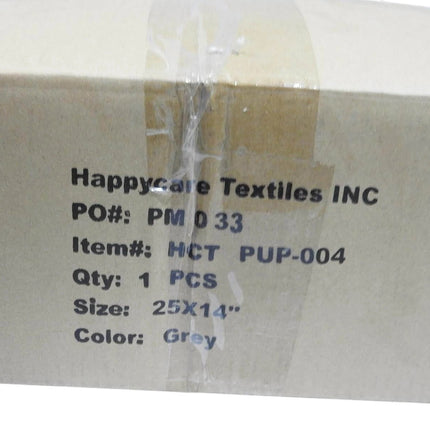 Happycare Textiles INC
PO#: PM 0 33
Item#: HCT PUP-004
Qty: 1 PCS
Size: 25X14"
Color: Grey